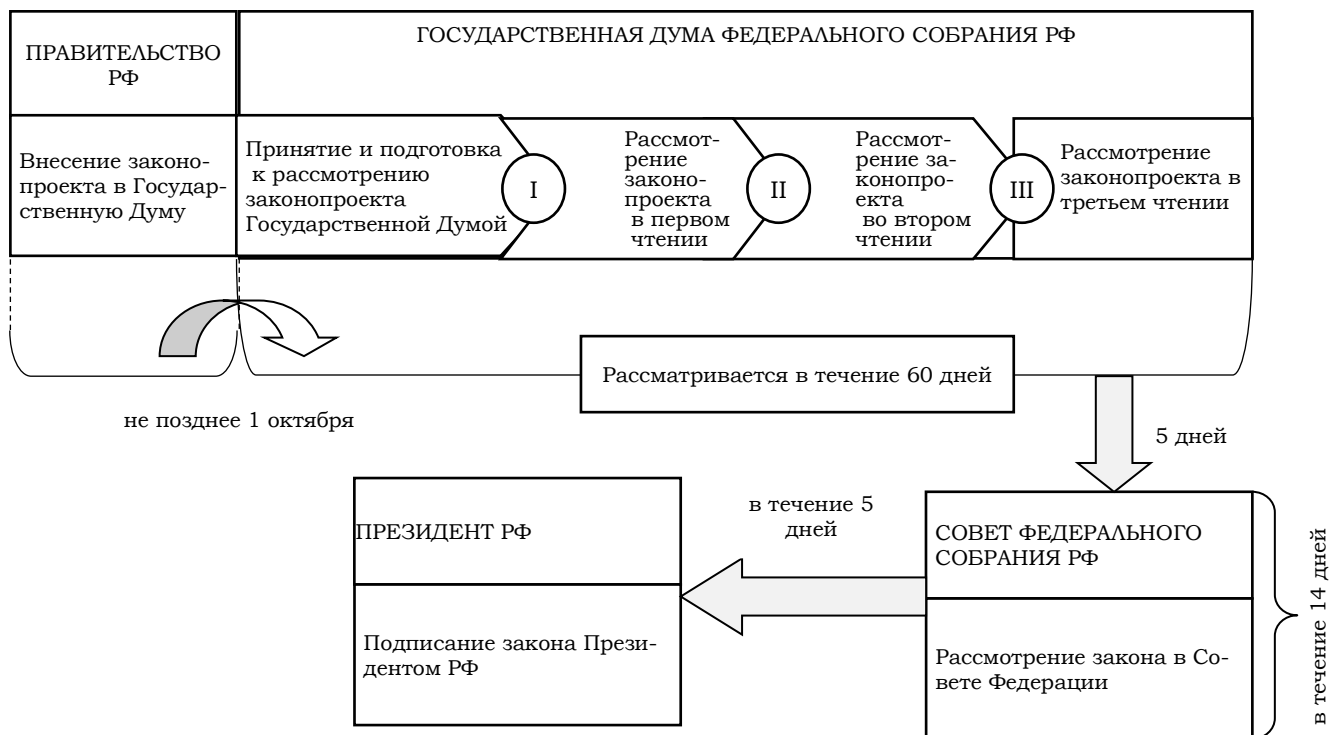 ПРАВИТЕЛЬСТВО
РФ
ГОСУДАРСТВЕННАЯ ДУМА ФЕДЕРАЛЬНОГО СОБРАНИЯ РФ
Внесение законо-
проекта в Государ-
ственную Думу
Принятие и подготовка
к рассмотрению
законопроекта
Государственной Думой
I
Рассмот-
рение
законо-
проекта
в первом
чтении
II
Рассмот-
рение за-
конопро-
екта
во втором
чтении
III
Рассмотрение
законопроекта в
третьем чтении
Рассматривается в течение 60 дней
не позднее 1 октября
5 дней
ПРЕЗИДЕНТ РФ
Подписание закона Прези-
дентом РФ
в течение 5
дней
СОВЕТ ФЕДЕРАЛЬНОГО
СОБРАНИЯ РФ
Рассмотрение закона в Со-
вете Федерации
в течение 14 дней